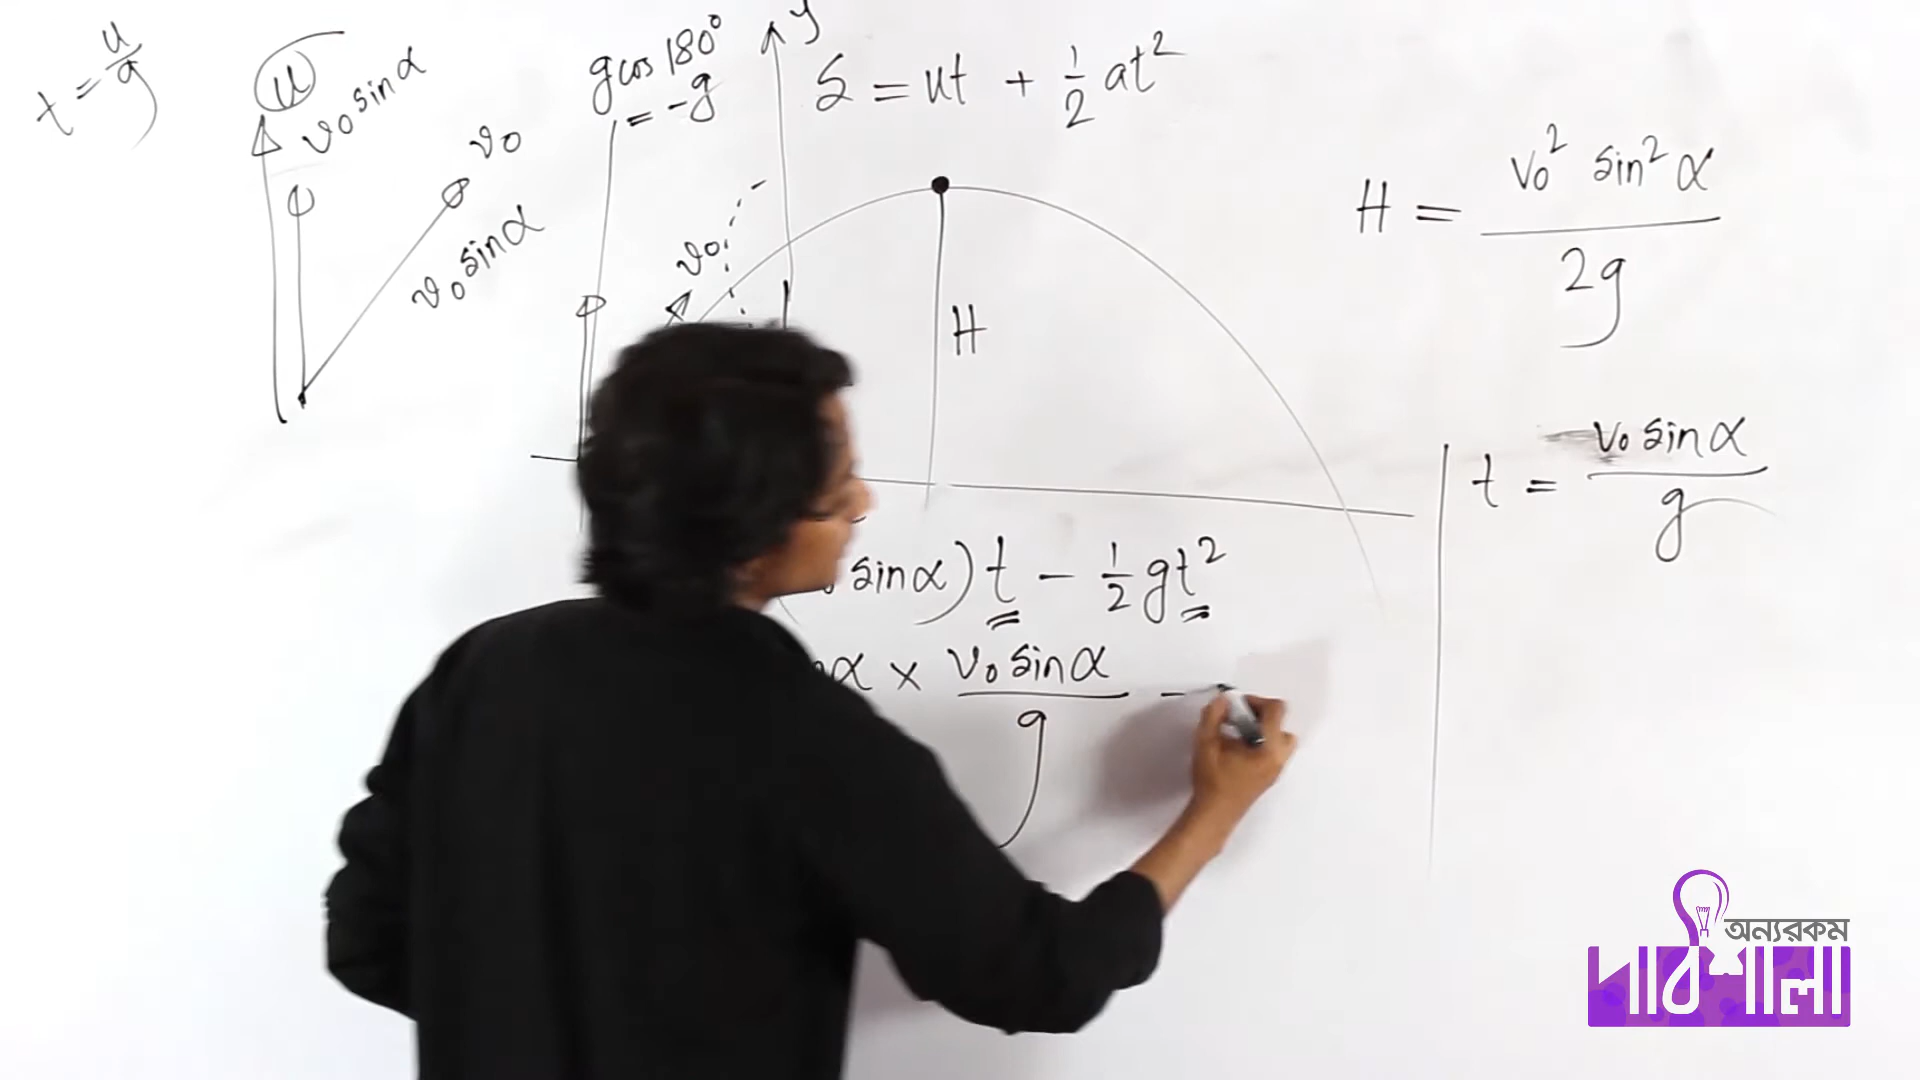 t = u/g
u
v₀ sinα
v₀
v₀ sinα
g cos 180°
= -g
y
S = ut + 1/2 at²
v₀
H
H = v₀² sin²α / 2g
t = v₀ sinα / g
sinα) t - 1/2 gt²
α × v₀ sinα / g -
অন্যরকম
পাঠশালা